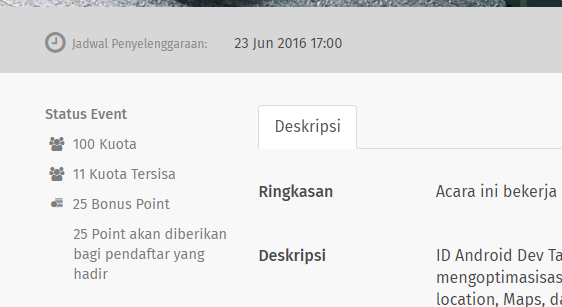 Jadwal Penyelenggaraan: 23 Jun 2016 17:00
Status Event
100 Kuota
11 Kuota Tersisa
25 Bonus Point
25 Point akan diberikan
bagi pendaftar yang
hadir
Deskripsi
Ringkasan Acara ini bekerja
Deskripsi ID Android Dev Ta
mengoptimasisas
location, Maps, da